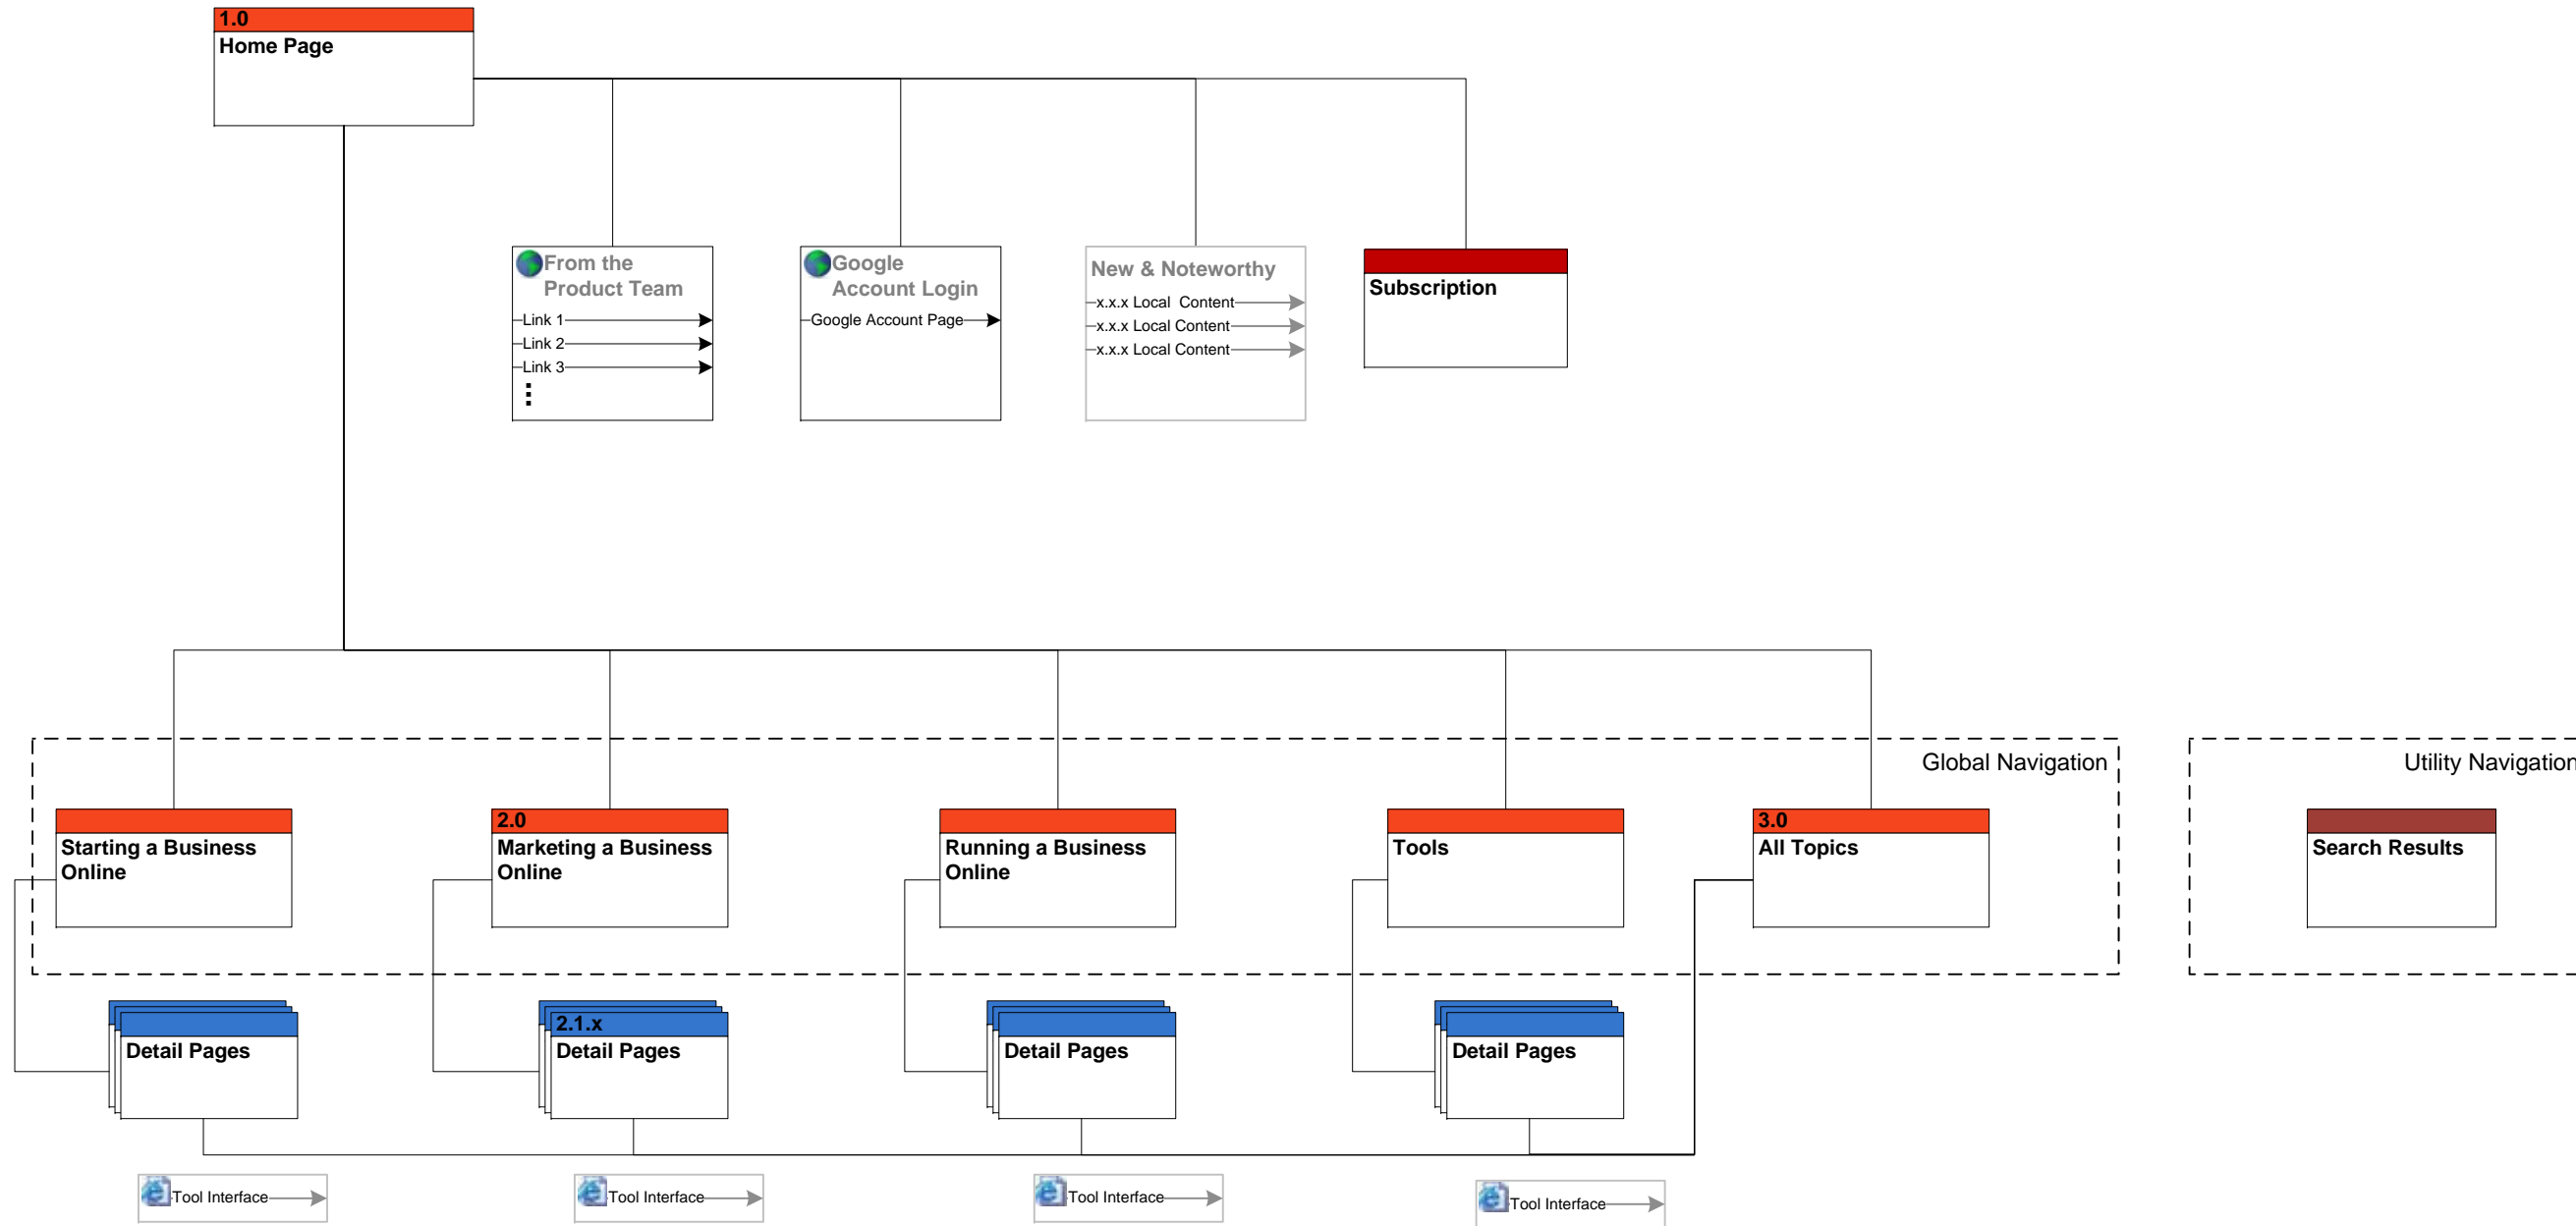 1.0
Home Page
From the
Product Team
Link 1
Link 2
Link 3
Google
Account Login
Google Account Page
New & Noteworthy
x.x.x Local  Content
x.x.x Local Content
x.x.x Local Content
Subscription
Global Navigation
Utility Navigation
Starting a Business
Online
2.0
Marketing a Business
Online
Running a Business
Online
Tools
3.0
All Topics
Search Results
Detail Pages
2.1.x
Detail Pages
Detail Pages
Detail Pages
Tool Interface
Tool Interface
Tool Interface
Tool Interface